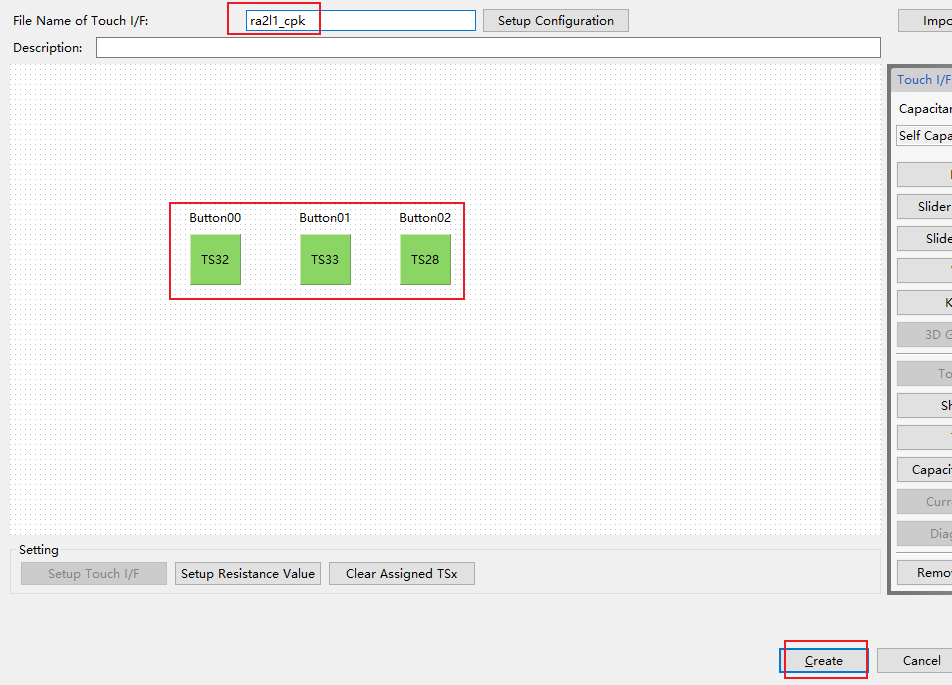 File Name of Touch I/F: ra2l1_cpk Setup Configuration Impo
Description:
Touch I/F
Capacitan
Self Capa
Slider
Slide
Button00 Button01 Button02
TS32 TS33 TS28
K
3D G
To
Sh
Capaci
Curr
Diag
Setting
Setup Touch I/F Setup Resistance Value Clear Assigned TSx
Remov
Create Cancel